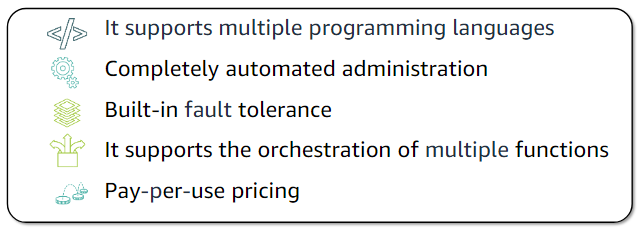 It supports multiple programming languages
Completely automated administration
Built-in fault tolerance
It supports the orchestration of multiple functions
Pay-per-use pricing